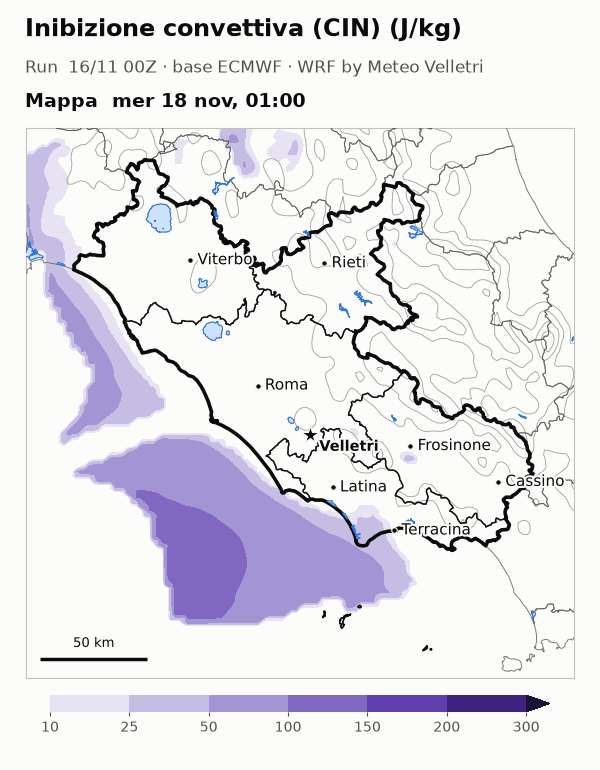 Inibizione convettiva (CIN) (J/kg)
Run  16/11 00Z · base ECMWF · WRF by Meteo Velletri
Mappa  mer 18 nov, 01:00
Viterbo
Rieti
Roma
Velletri
Frosinone
Cassino
Latina
Terracina
50 km
10 25 50 100 150 200 300